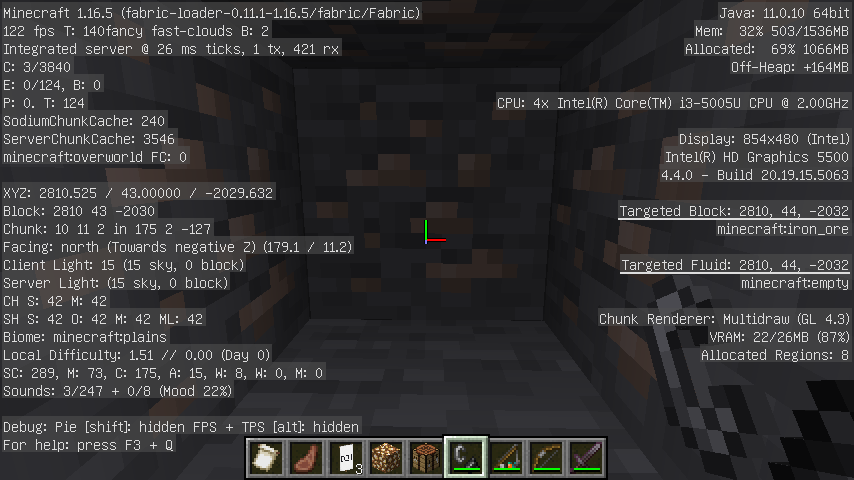 Minecraft 1.16.5 (fabric-loader-0.11.1-1.16.5/fabric/Fabric)
122 fps T: 140fancy fast-clouds B: 2
Integrated server @ 26 ms ticks, 1 tx, 421 rx
C: 3/3840
E: 0/124, B: 0
P: 0. T: 124
SodiumChunkCache: 240
ServerChunkCache: 3546
minecraft:overworld FC: 0
XYZ: 2810.525 / 43.00000 / -2029.632
Block: 2810 43 -2030
Chunk: 10 11 2 in 175 2 -127
Facing: north (Towards negative Z) (179.1 / 11.2)
Client Light: 15 (15 sky, 0 block)
Server Light: (15 sky, 0 block)
CH S: 42 M: 42
SH S: 42 O: 42 M: 42 ML: 42
Biome: minecraft:plains
Local Difficulty: 1.51 // 0.00 (Day 0)
SC: 289, M: 73, C: 175, A: 15, W: 8, W: 0, M: 0
Sounds: 3/247 + 0/8 (Mood 22%)
Debug: Pie [shift]: hidden FPS + TPS [alt]: hidden
For help: press F3 + Q
Java: 11.0.10 64bit
Mem: 32% 503/1536MB
Allocated: 69% 1066MB
Off-Heap: +164MB
CPU: 4x Intel(R) Core(TM) i3-5005U CPU @ 2.00GHz
Display: 854x480 (Intel)
Intel(R) HD Graphics 5500
4.4.0 - Build 20.19.15.5063
Targeted Block: 2810, 44, -2032
minecraft:iron_ore
Targeted Fluid: 2810, 44, -2032
minecraft:empty
Chunk Renderer: Multidraw (GL 4.3)
VRAM: 22/26MB (87%)
Allocated Regions: 8
3